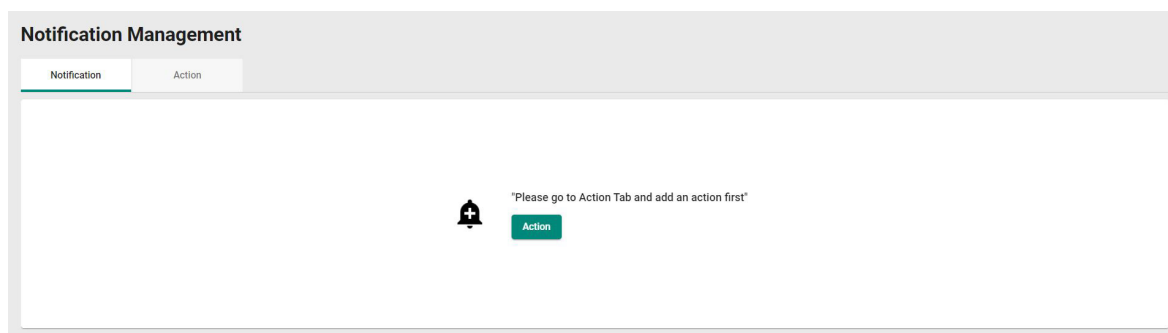 Notification Management
Notification
Action
"Please go to Action Tab and add an action first"
Action